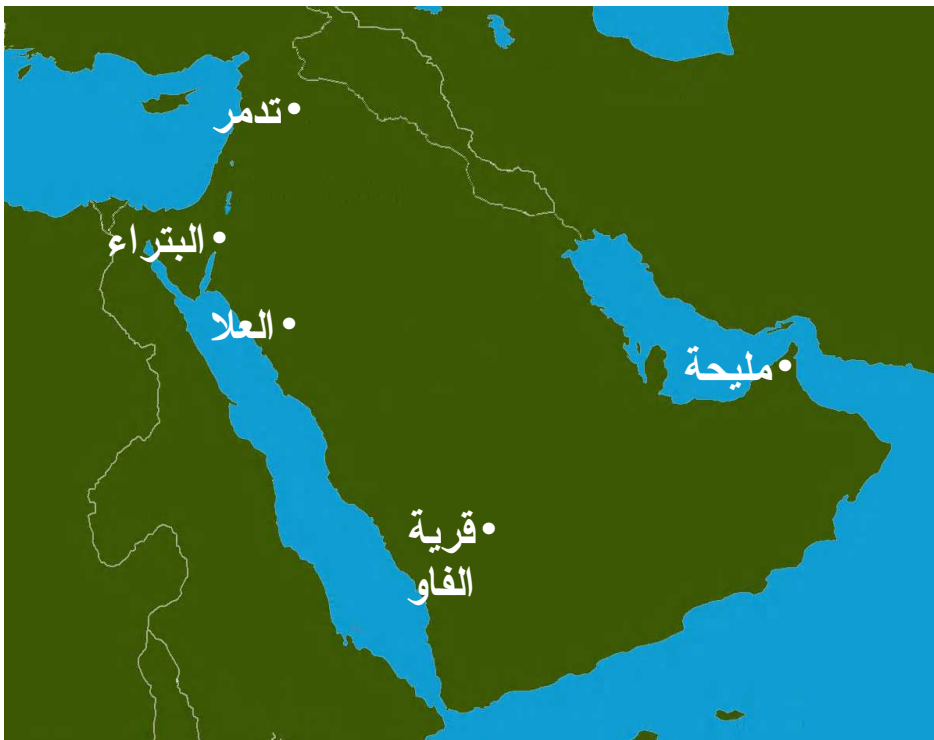 تدمر
البتراء
العلا
مليحة
قرية
الفاو